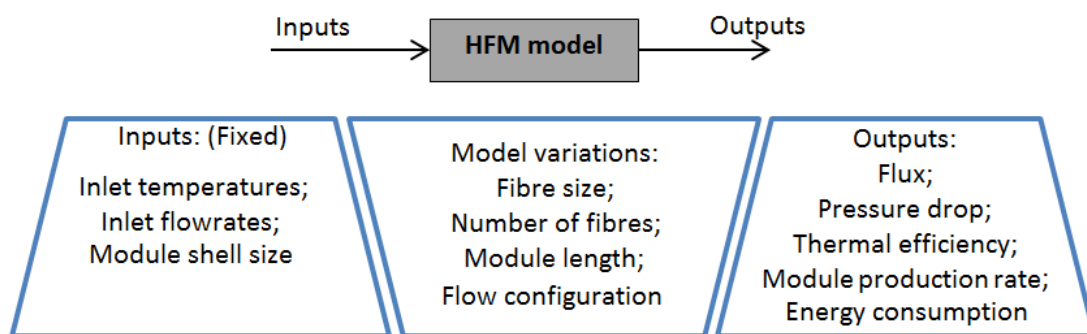 Inputs
HFM model
Outputs
Inputs: (Fixed)
Inlet temperatures;
Inlet flowrates;
Module shell size
Model variations:
Fibre size;
Number of fibres;
Module length;
Flow configuration
Outputs:
Flux;
Pressure drop;
Thermal efficiency;
Module production rate;
Energy consumption